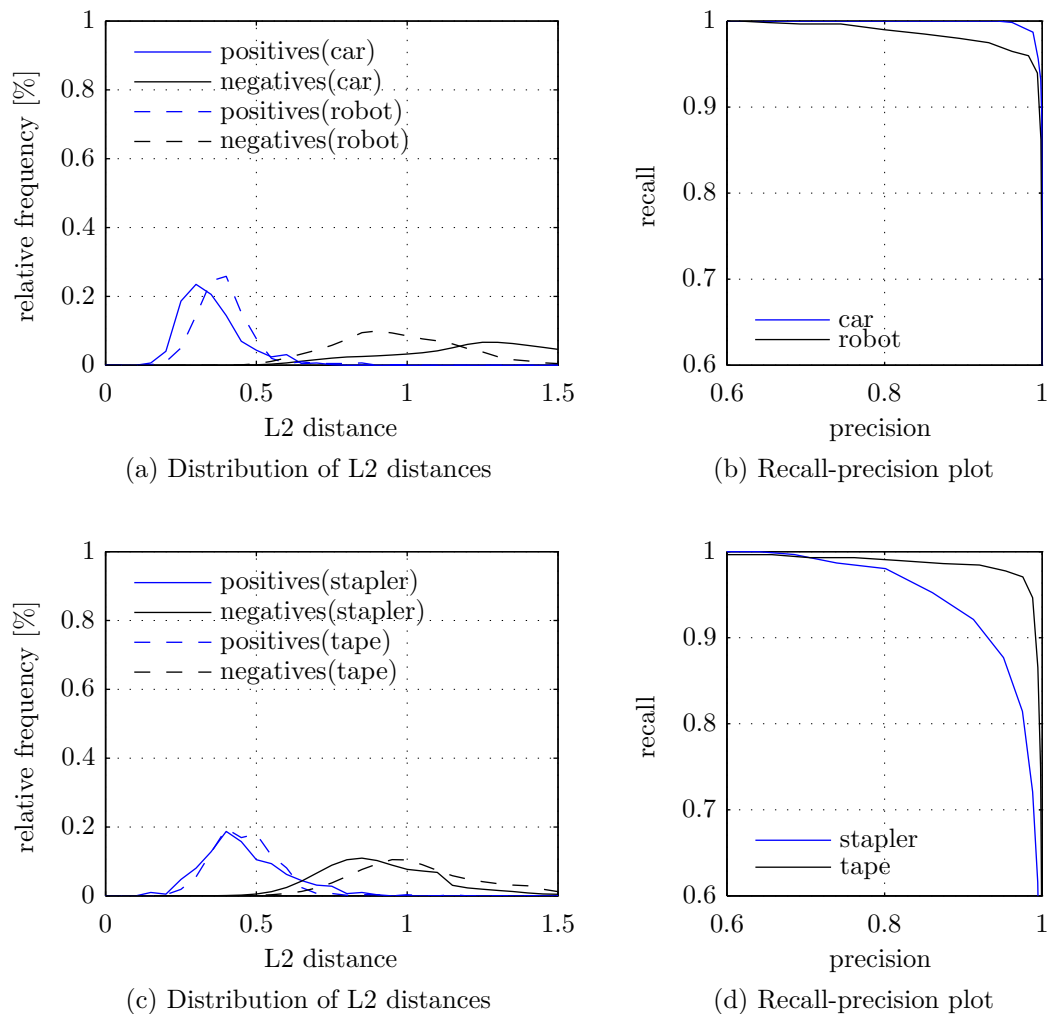 1
0.8
0.6
0.4
0.2
0
0 0.5 1 1.5
relative frequency [%]
L2 distance
positives(car)
negatives(car)
positives(robot)
negatives(robot)
(a) Distribution of L2 distances
1
0.9
0.8
0.7
0.6
0.6 0.8 1
recall
precision
car
robot
(b) Recall-precision plot
1
0.8
0.6
0.4
0.2
0
0 0.5 1 1.5
relative frequency [%]
L2 distance
positives(stapler)
negatives(stapler)
positives(tape)
negatives(tape)
(c) Distribution of L2 distances
1
0.9
0.8
0.7
0.6
0.6 0.8 1
recall
precision
stapler
tape
(d) Recall-precision plot